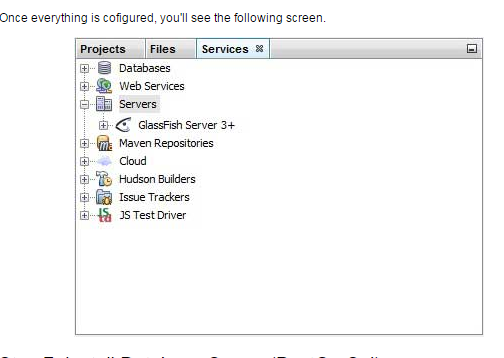 Once everything is cofigured, you'll see the following screen.
Projects Files Services
Databases
Web Services
Servers
GlassFish Server 3+
Maven Repositories
Cloud
Hudson Builders
Issue Trackers
JS Test Driver